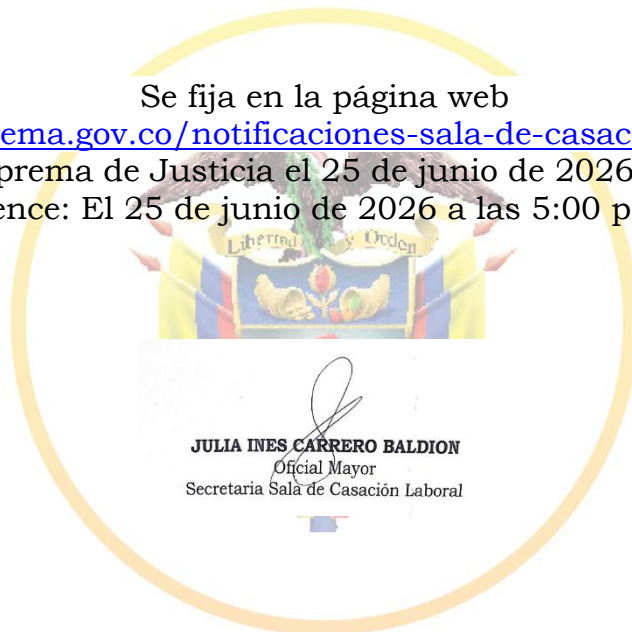 Se fija en la página web
rema.gov.co/notificaciones-sala-de-casac
prema de Justicia el 25 de junio de 2026
ence: El 25 de junio de 2026 a las 5:00 p
Libertad y Orden
JULIA INES CARRERO BALDION
Oficial Mayor
Secretaria Sala de Casación Laboral